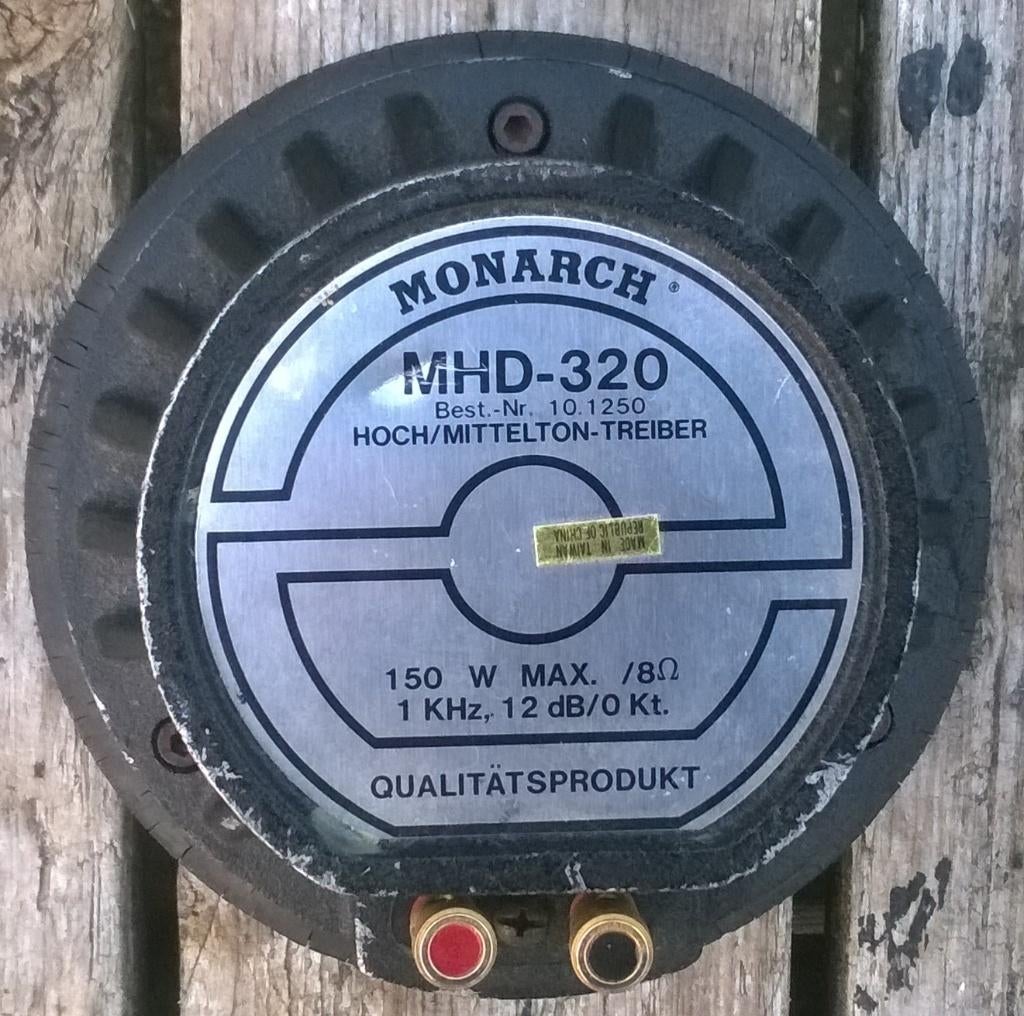 MONARCH ®
MHD-320
Best.-Nr. 10.1250
HOCH/MITTELTON-TREIBER
MADE IN TAIWAN
REPUBLIC OF CHINA
150 W MAX. /8Ω
1 KHz, 12 dB/0 Kt.
QUALITÄTSPRODUKT